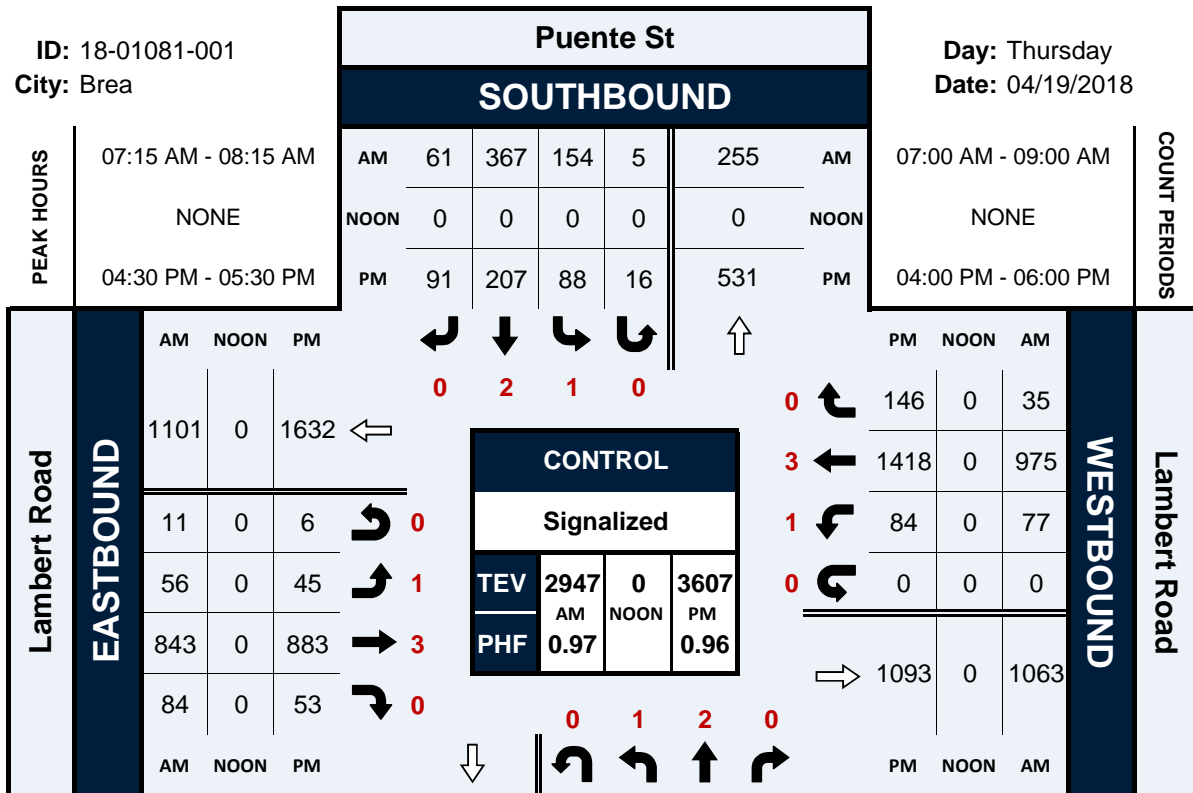 ID: 18-01081-001
City: Brea
Puente St
SOUTHBOUND
Day: Thursday
Date: 04/19/2018
PEAK HOURS
07:15 AM - 08:15 AM
NONE
04:30 PM - 05:30 PM
AM 61 367 154 5 255 AM
NOON 0 0 0 0 0 NOON
PM 91 207 88 16 531 PM
07:00 AM - 09:00 AM
NONE
04:00 PM - 06:00 PM
COUNT PERIODS
0 2 1 0
Lambert Road
EASTBOUND
AM NOON PM
1101 0 1632
11 0 6 0
56 0 45 1
843 0 883 3
84 0 53 0
AM NOON PM
CONTROL
Signalized
TEV 2947 0 3607
AM NOON PM
PHF 0.97 0.96
PM NOON AM
0 146 0 35
3 1418 0 975
1 84 0 77
0 0 0 0
1093 0 1063
PM NOON AM
WESTBOUND
Lambert Road
0 1 2 0